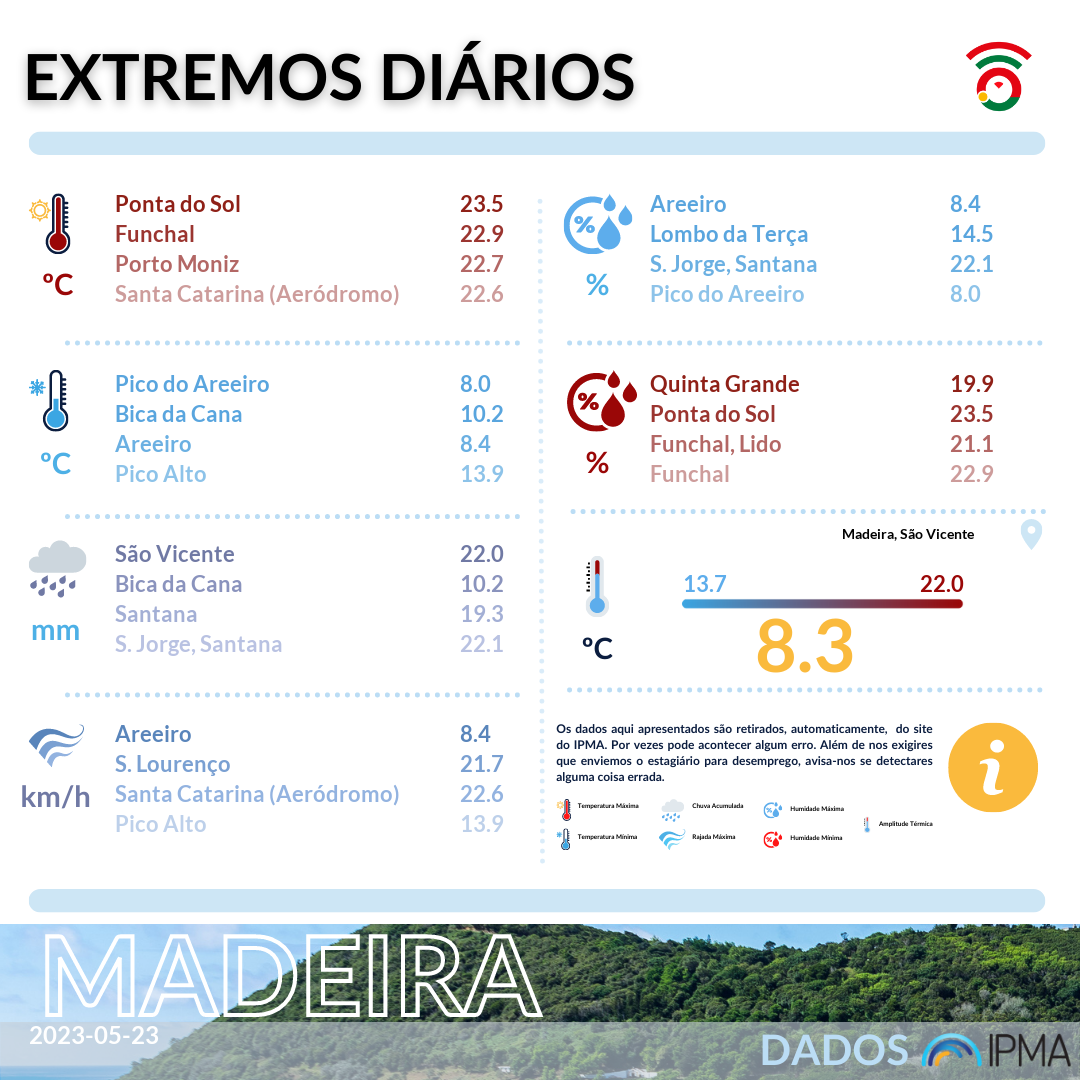 EXTREMOS DIÁRIOS
Ponta do Sol 23.5
Funchal 22.9
Porto Moniz 22.7
Santa Catarina (Aeródromo) 22.6
ºC
Pico do Areeiro 8.0
Bica da Cana 10.2
Areeiro 8.4
Pico Alto 13.9
ºC
São Vicente 22.0
Bica da Cana 10.2
Santana 19.3
S. Jorge, Santana 22.1
mm
Areeiro 8.4
S. Lourenço 21.7
Santa Catarina (Aeródromo) 22.6
Pico Alto 13.9
km/h
%
Areeiro 8.4
Lombo da Terça 14.5
S. Jorge, Santana 22.1
Pico do Areeiro 8.0
%
%
Quinta Grande 19.9
Ponta do Sol 23.5
Funchal, Lido 21.1
Funchal 22.9
%
Madeira, São Vicente
13.7 22.0
8.3
ºC
Os dados aqui apresentados são retirados, automaticamente, do site
do IPMA. Por vezes pode acontecer algum erro. Além de nos exigires
que enviemos o estagiário para desemprego, avisa-nos se detectares
alguma coisa errada.
i
Temperatura Máxima Chuva Acumulada Humidade Máxima
Amplitude Térmica
Temperatura Mínima Rajada Máxima Humidade Mínima
MADEIRA
2023-05-23
DADOS IPMA